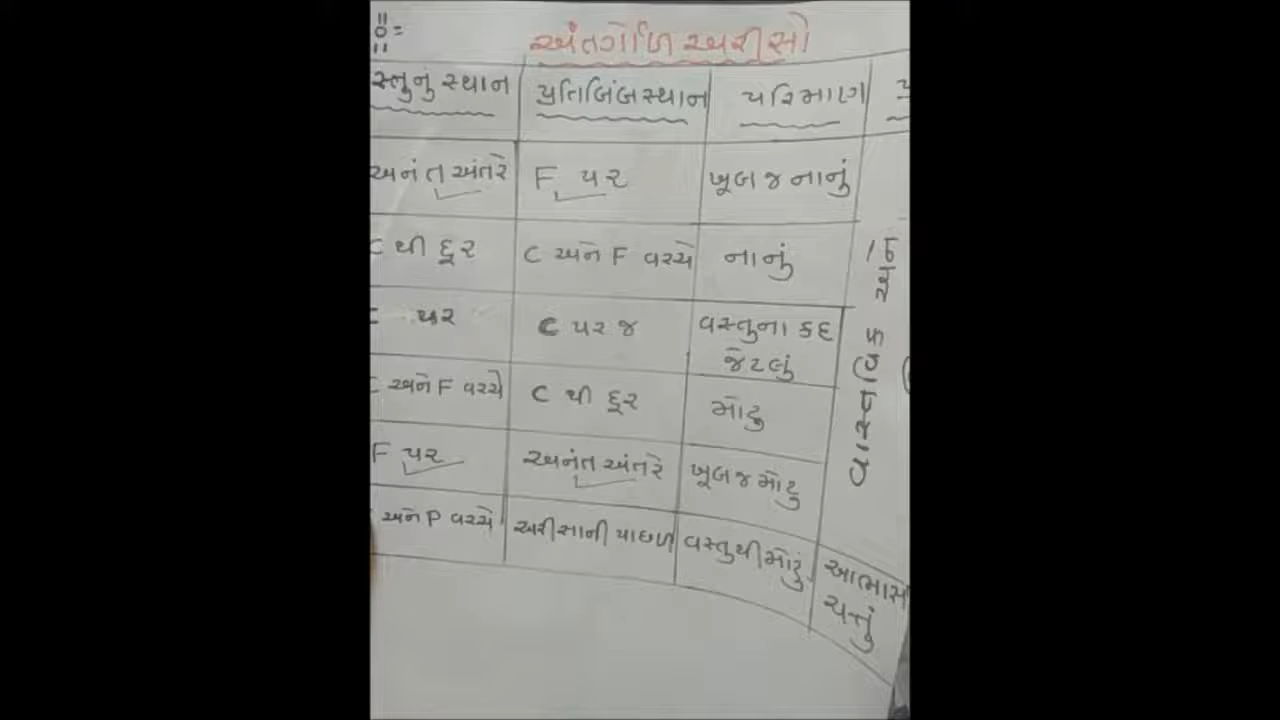 અંતર્ગોળ અરીસો
સ્તુનું સ્થાન પ્રતિબિંબસ્થાન પરિમાણ
અનંત અંતરે F પર ખૂબ જ નાનું
C થી દૂર C અને F વચ્ચે નાનું
પર C પર જ વસ્તુના કદ
જેટલું
C અને F વચ્ચે C થી દૂર મોટુ
F પર અનંત અંતરે ખૂબ જ મોટુ
અને P વચ્ચે અરીસાની પાછળ વસ્તુથી મોટું
વાસ્તવિક અને
આભાસ
ચત્તું